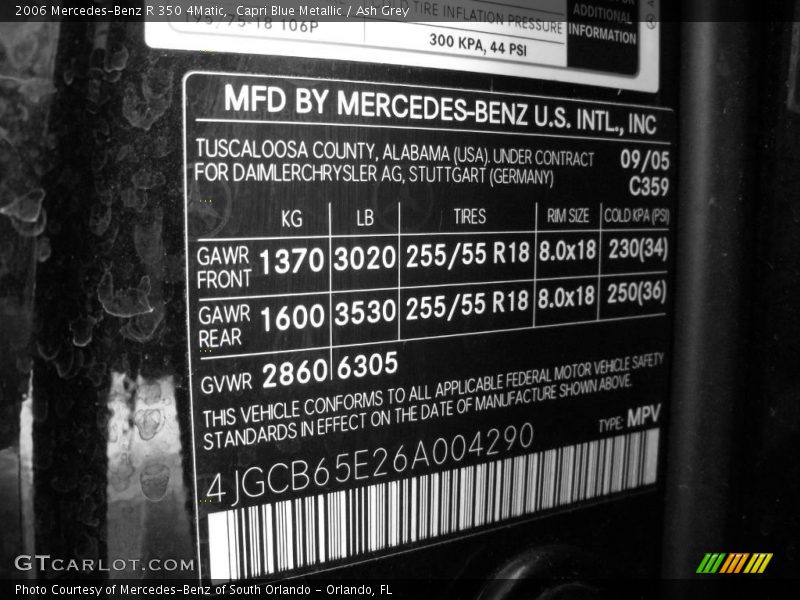 2006 Mercedes-Benz R 350 4Matic, Capri Blue Metallic / Ash Grey
TIRE INFLATION PRESSURE
ADDITIONAL
INFORMATION
195/75-18 106P
300 KPA, 44 PSI
MFD BY MERCEDES-BENZ U.S. INTL., INC
TUSCALOOSA COUNTY, ALABAMA (USA). UNDER CONTRACT 09/05
FOR DAIMLERCHRYSLER AG, STUTTGART (GERMANY) C359
KG LB TIRES RIM SIZE COLD KPA (PSI)
GAWR FRONT 1370 3020 255/55 R18 8.0x18 230(34)
GAWR REAR 1600 3530 255/55 R18 8.0x18 250(36)
GVWR 2860 6305
THIS VEHICLE CONFORMS TO ALL APPLICABLE FEDERAL MOTOR VEHICLE SAFETY
STANDARDS IN EFFECT ON THE DATE OF MANUFACTURE SHOWN ABOVE.
4JGCB65E26A004290 TYPE: MPV
GTCARLOT.COM
Photo Courtesy of Mercedes-Benz of South Orlando - Orlando, FL